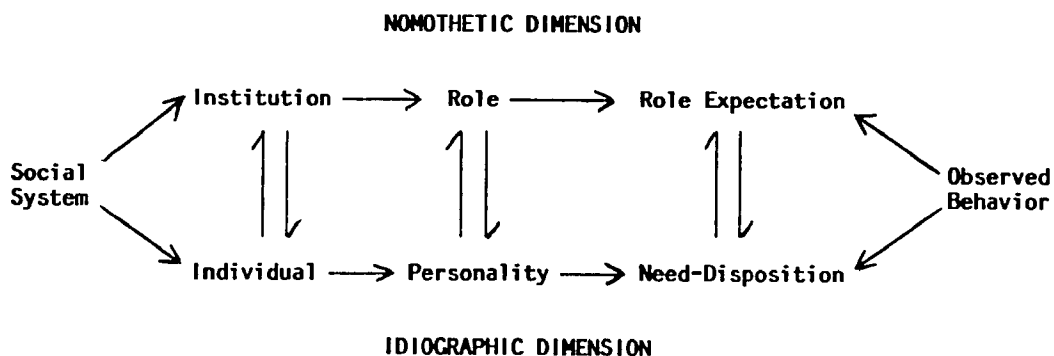 NOMOTHETIC DIMENSION
Institution Role Role Expectation
Social
System
Observed
Behavior
Individual Personality Need-Disposition
IDIOGRAPHIC DIMENSION